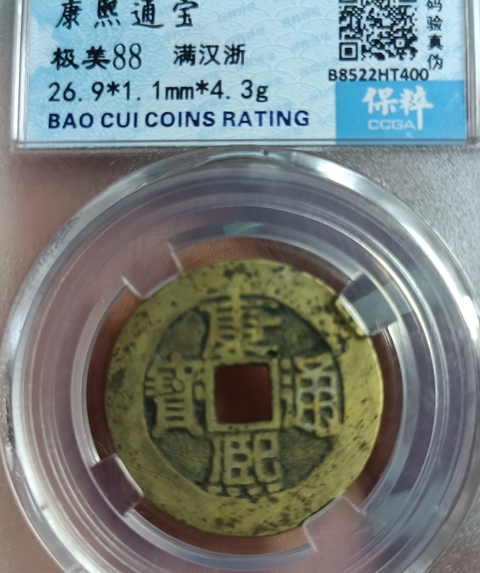 康熙通宝
极美88 满汉浙
26.9*1.1mm*4.3g
BAO CUI COINS RATING
码验真伪
B8522HT400
保粹
CCGA
康熙通寶